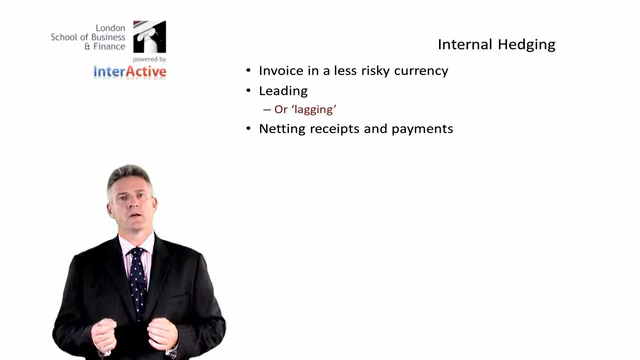 London
School of Business
& Finance
powered by
InterActive
Internal Hedging
• Invoice in a less risky currency
• Leading
– Or ‘lagging’
• Netting receipts and payments